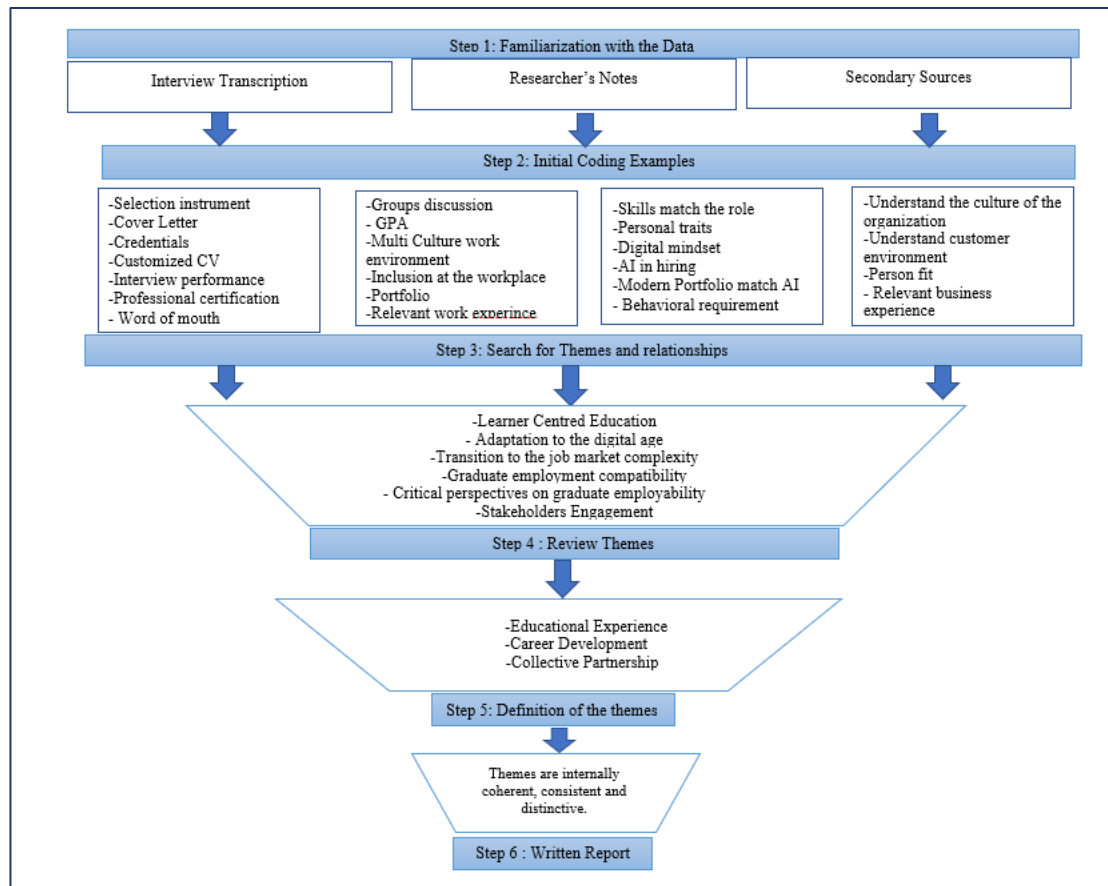 Step 1: Familiarization with the Data
Interview Transcription
Researcher's Notes
Secondary Sources
Step 2: Initial Coding Examples
-Selection instrument
-Cover Letter
-Credentials
-Customized CV
-Interview performance
-Professional certification
- Word of mouth
-Groups discussion
- GPA
-Multi Culture work
environment
-Inclusion at the workplace
-Portfolio
-Relevant work experince
-Skills match the role
-Personal traits
-Digital mindset
-AI in hiring
-Modern Portfolio match AI
- Behavioral requirement
-Understand the culture of the
organization
-Understand customer
environment
-Person fit
- Relevant business
experience
Step 3: Search for Themes and relationships
-Learner Centred Education
- Adaptation to the digital age
-Transition to the job market complexity
-Graduate employment compatibility
- Critical perspectives on graduate employability
-Stakeholders Engagement
Step 4 : Review Themes
-Educational Experience
-Career Development
-Collective Partnership
Step 5: Definition of the themes
Themes are internally
coherent, consistent and
distinctive.
Step 6 : Written Report